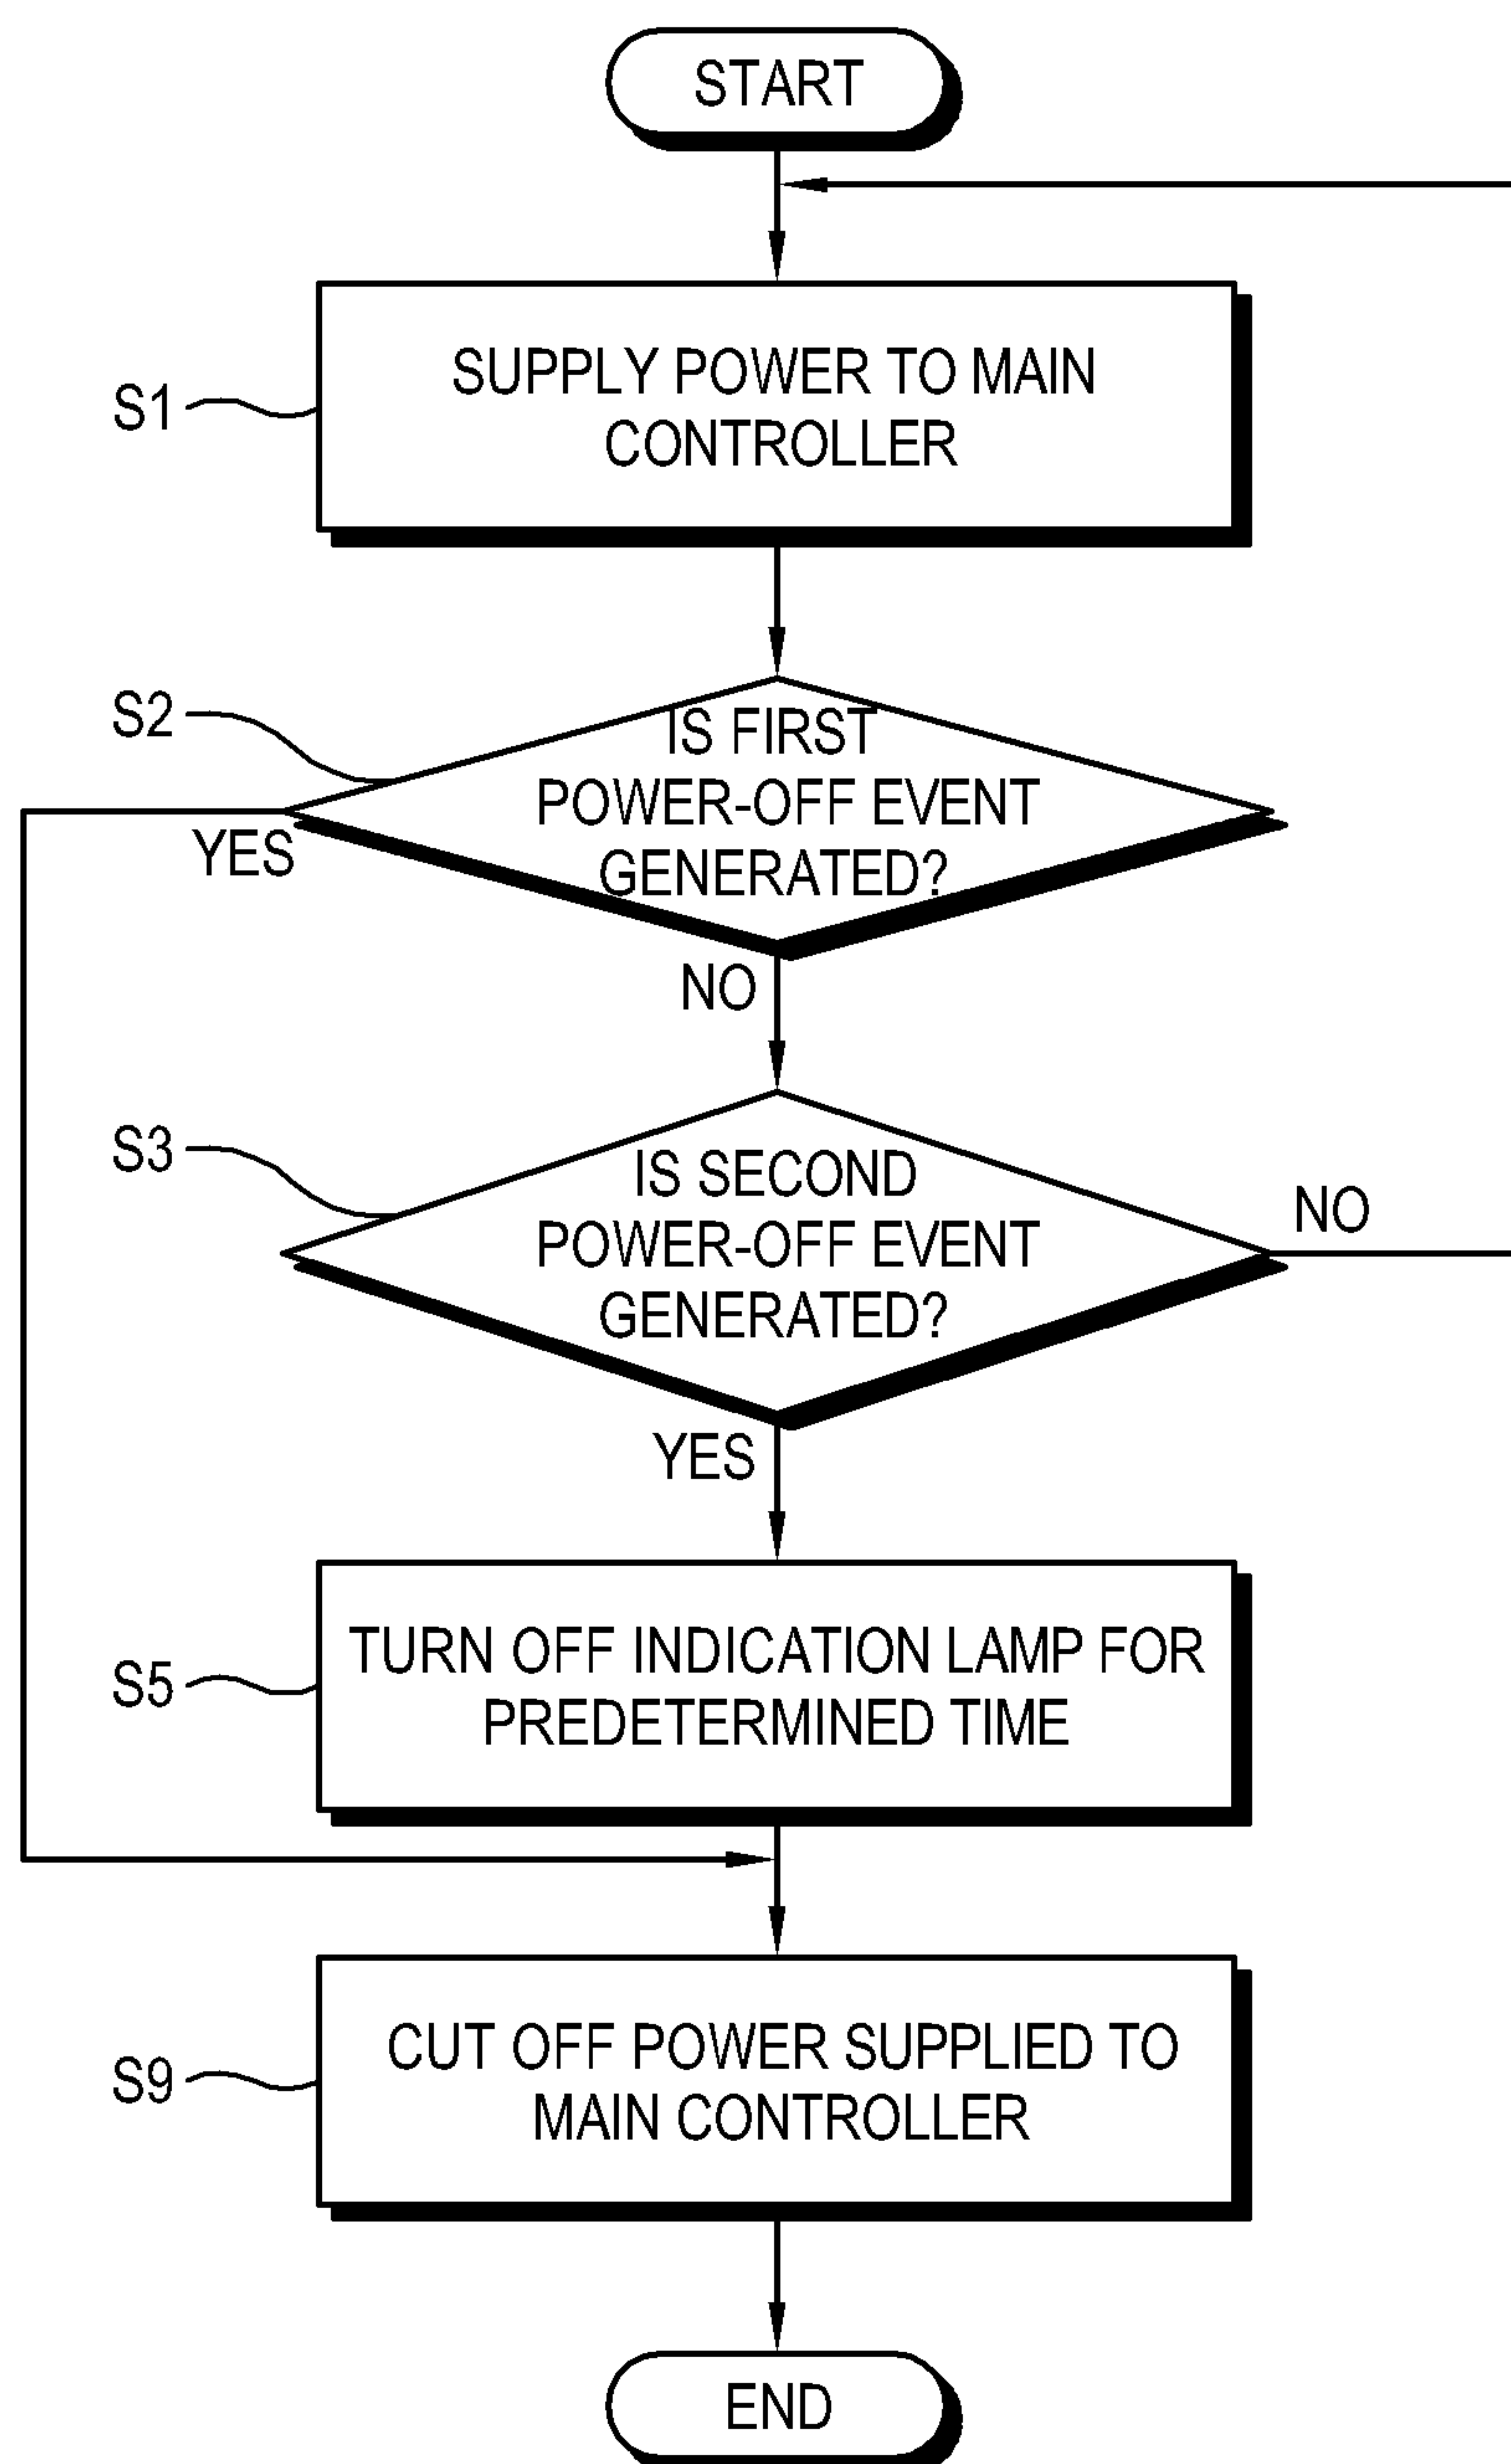 START
SUPPLY POWER TO MAIN
CONTROLLER
S1
S2
IS FIRST
POWER-OFF EVENT
GENERATED?
YES
NO
S3
IS SECOND
POWER-OFF EVENT
GENERATED?
NO
YES
TURN OFF INDICATION LAMP FOR
PREDETERMINED TIME
S5
CUT OFF POWER SUPPLIED TO
MAIN CONTROLLER
S9
END